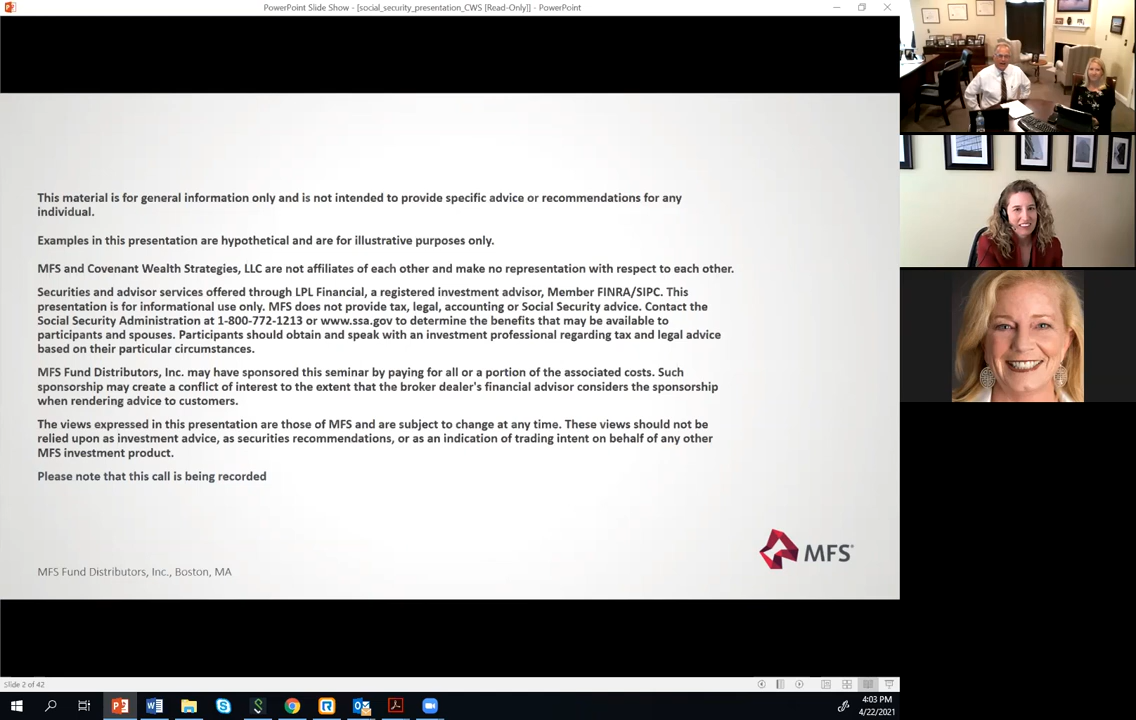 PowerPoint Slide Show - [social_security_presentation_CWS [Read-Only]] - PowerPoint
This material is for general information only and is not intended to provide specific advice or recommendations for any
individual.
Examples in this presentation are hypothetical and are for illustrative purposes only.
MFS and Covenant Wealth Strategies, LLC are not affiliates of each other and make no representation with respect to each other.
Securities and advisor services offered through LPL Financial, a registered investment advisor, Member FINRA/SIPC. This
presentation is for informational use only. MFS does not provide tax, legal, accounting or Social Security advice. Contact the
Social Security Administration at 1-800-772-1213 or www.ssa.gov to determine the benefits that may be available to
participants and spouses. Participants should obtain and speak with an investment professional regarding tax and legal advice
based on their particular circumstances.
MFS Fund Distributors, Inc. may have sponsored this seminar by paying for all or a portion of the associated costs. Such
sponsorship may create a conflict of interest to the extent that the broker dealer's financial advisor considers the sponsorship
when rendering advice to customers.
The views expressed in this presentation are those of MFS and are subject to change at any time. These views should not be
relied upon as investment advice, as securities recommendations, or as an indication of trading intent on behalf of any other
MFS investment product.
Please note that this call is being recorded
MFS®
MFS Fund Distributors, Inc., Boston, MA
Slide 2 of 42
4:03 PM
4/22/2021